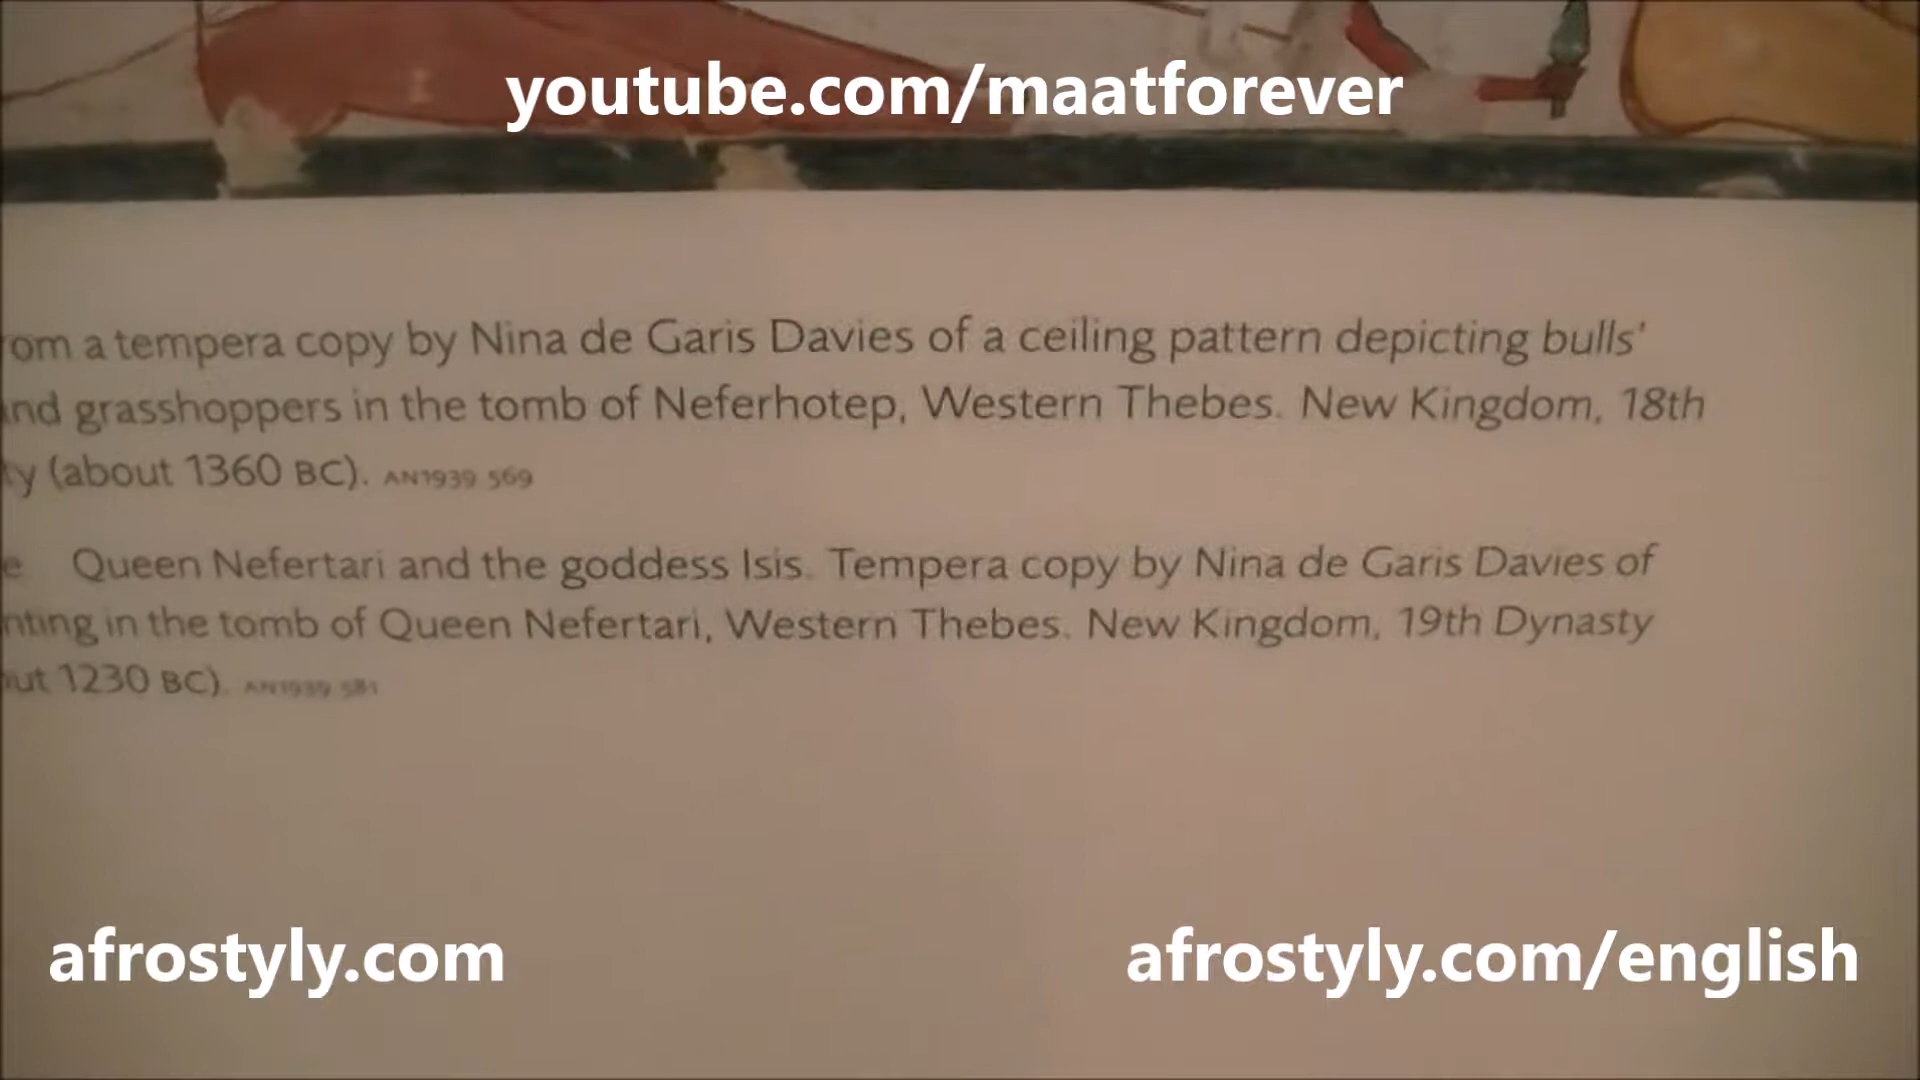 youtube.com/maatforever
om a tempera copy by Nina de Garis Davies of a ceiling pattern depicting bulls'
nd grasshoppers in the tomb of Neferhotep, Western Thebes. New Kingdom, 18th
y (about 1360 BC). AN1939 569
e Queen Nefertari and the goddess Isis. Tempera copy by Nina de Garis Davies of
nting in the tomb of Queen Nefertari, Western Thebes. New Kingdom, 19th Dynasty
ut 1230 BC). AN1939 581
afrostyly.com
afrostyly.com/english